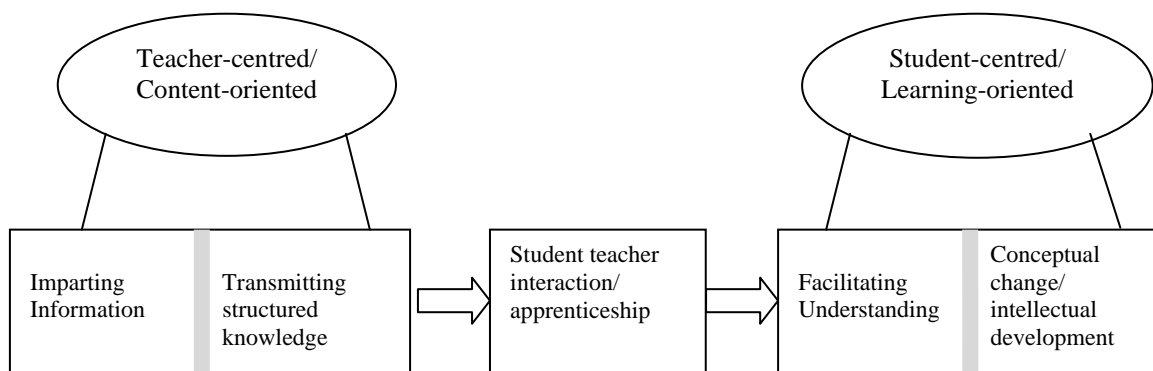 Teacher-centred/
Content-oriented
Student-centred/
Learning-oriented
Imparting
Information
Transmitting
structured
knowledge
Student teacher
interaction/
apprenticeship
Facilitating
Understanding
Conceptual
change/
intellectual
development